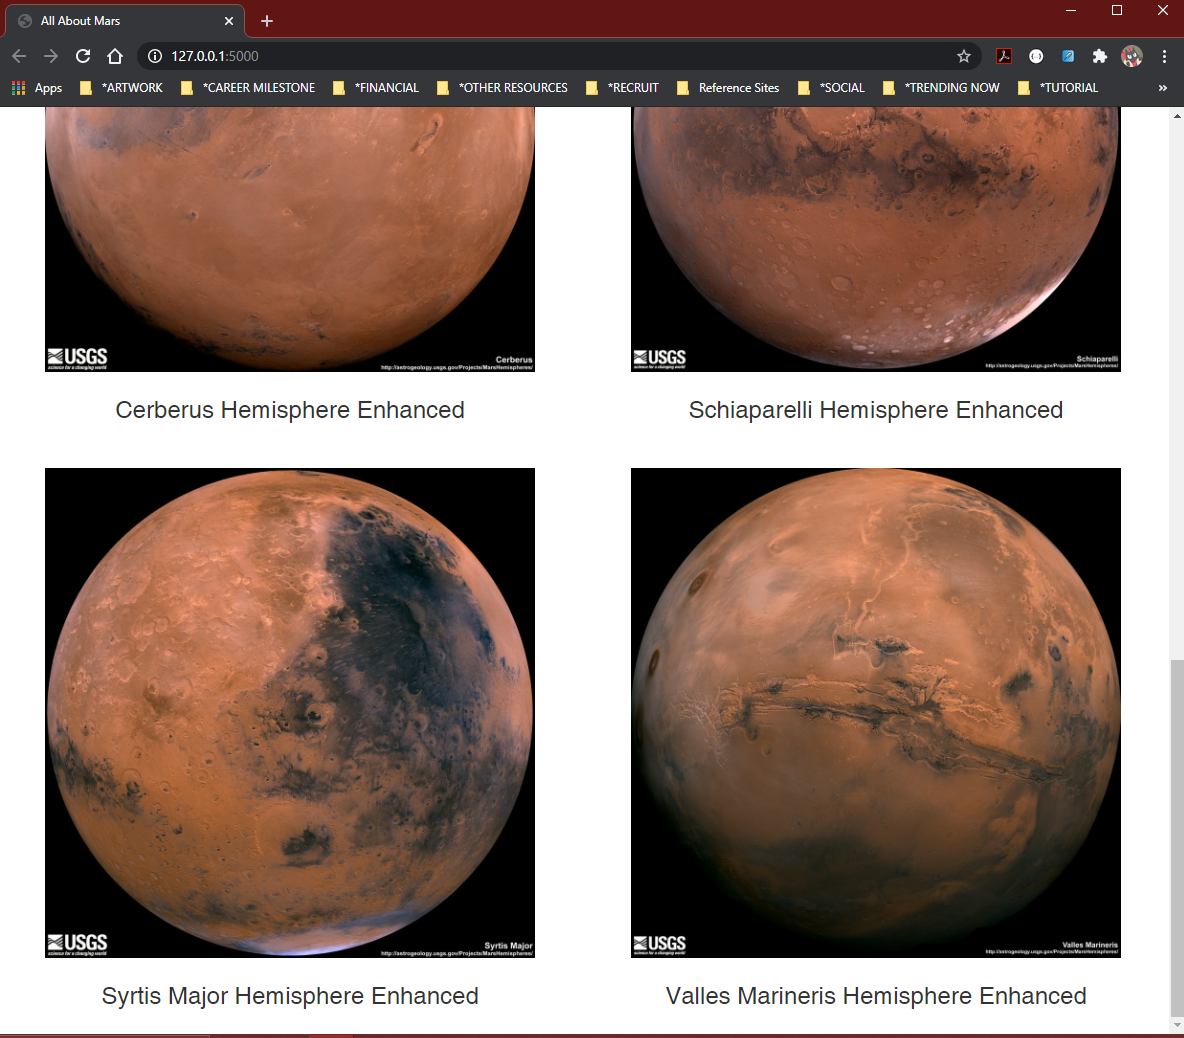 All About Mars
127.0.0.1:5000
Apps *ARTWORK *CAREER MILESTONE *FINANCIAL *OTHER RESOURCES *RECRUIT Reference Sites *SOCIAL *TRENDING NOW *TUTORIAL »
USGS
science for a changing world
Cerberus
http://astrogeology.usgs.gov/Projects/MarsHemispheres/
USGS
science for a changing world
Schiaparelli
http://astrogeology.usgs.gov/Projects/MarsHemispheres/
Cerberus Hemisphere Enhanced
Schiaparelli Hemisphere Enhanced
USGS
science for a changing world
Syrtis Major
http://astrogeology.usgs.gov/Projects/MarsHemispheres/
USGS
science for a changing world
Valles Marineris
http://astrogeology.usgs.gov/Projects/MarsHemispheres/
Syrtis Major Hemisphere Enhanced
Valles Marineris Hemisphere Enhanced